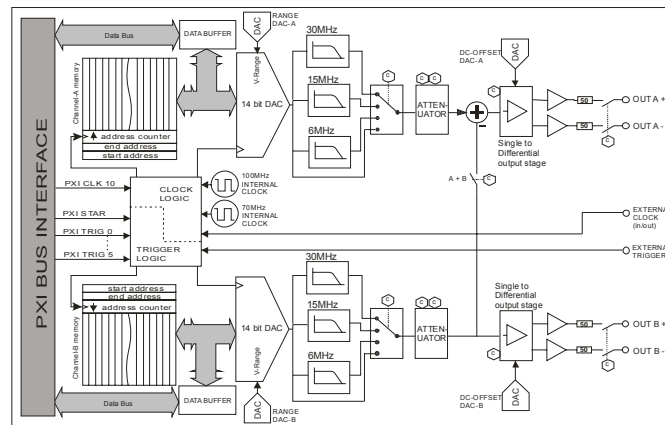 PXI BUS INTERFACE
Data Bus
DATA BUFFER
Channel-A memory
address counter
end address
start address
DAC
RANGE
DAC-A
V-Range
14 bit DAC
30MHz
15MHz
6MHz
C
C C
ATTEN-
UATOR
DC-OFFSET
DAC-A
DAC
C
Single to
Differential
output stage
50
50
C
OUT A +
OUT A -
A + B
C
PXI CLK 10
PXI STAR
PXI TRIG 0
PXI TRIG 5
CLOCK
LOGIC
TRIGGER
LOGIC
100MHz
INTERNAL
CLOCK
70MHz
INTERNAL
CLOCK
EXTERNAL
CLOCK
(in/out)
EXTERNAL
TRIGGER
start address
end address
address counter
Channel-B memory
Data Bus
DATA BUFFER
14 bit DAC
V-Range
DAC
RANGE
DAC-B
30MHz
15MHz
6MHz
C
C C
ATTEN-
UATOR
Single to
Differential
output stage
C
DC-OFFSET
DAC-B
DAC
50
50
C
OUT B +
OUT B -